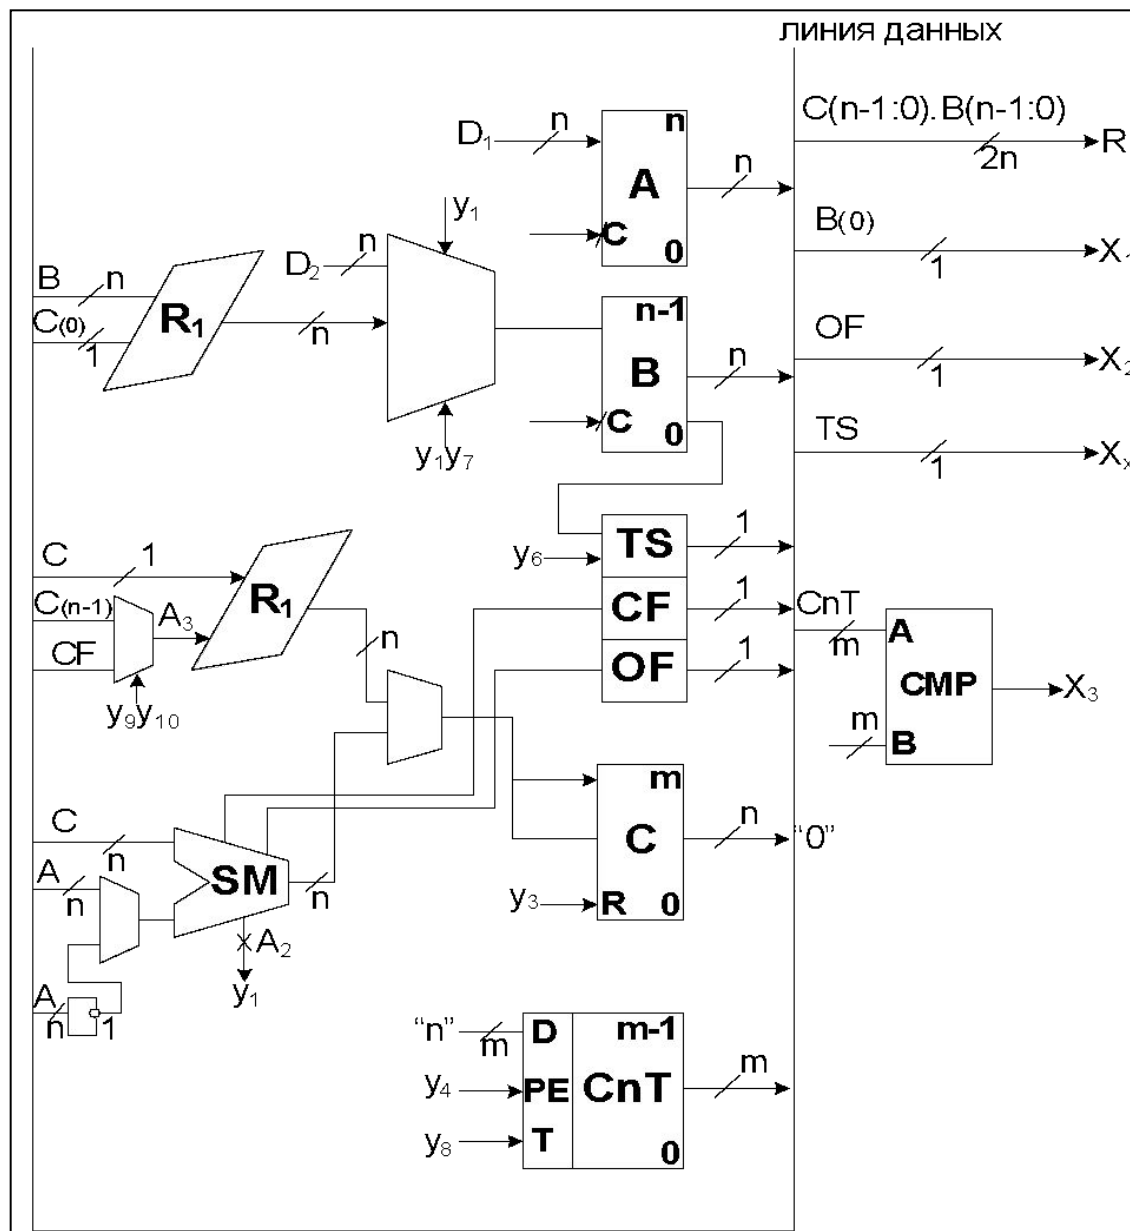 линия данных
C(n-1:0).B(n-1:0)
2n
R
D₁
n
n
A
C
0
n
y₁
B(0)
1
D₂
n
B
n
C(0)
1
R₁
n
n-1
B
C
0
n
OF
1
X₂
y₁y₇
TS
1
Xₓ
C
1
C(n-1)
CF
A₃
y₉y₁₀
R₁
n
y₆
TS
1
CF
1
OF
1
CnT
m
A
CMP
B
m
X₃
C
n
A
n
SM
n
A₂
y₁
A
n
1
m
C
R
0
y₃
n
“0”
“n”
m
D
m-1
y₄
PE
CnT
m
y₈
T
0